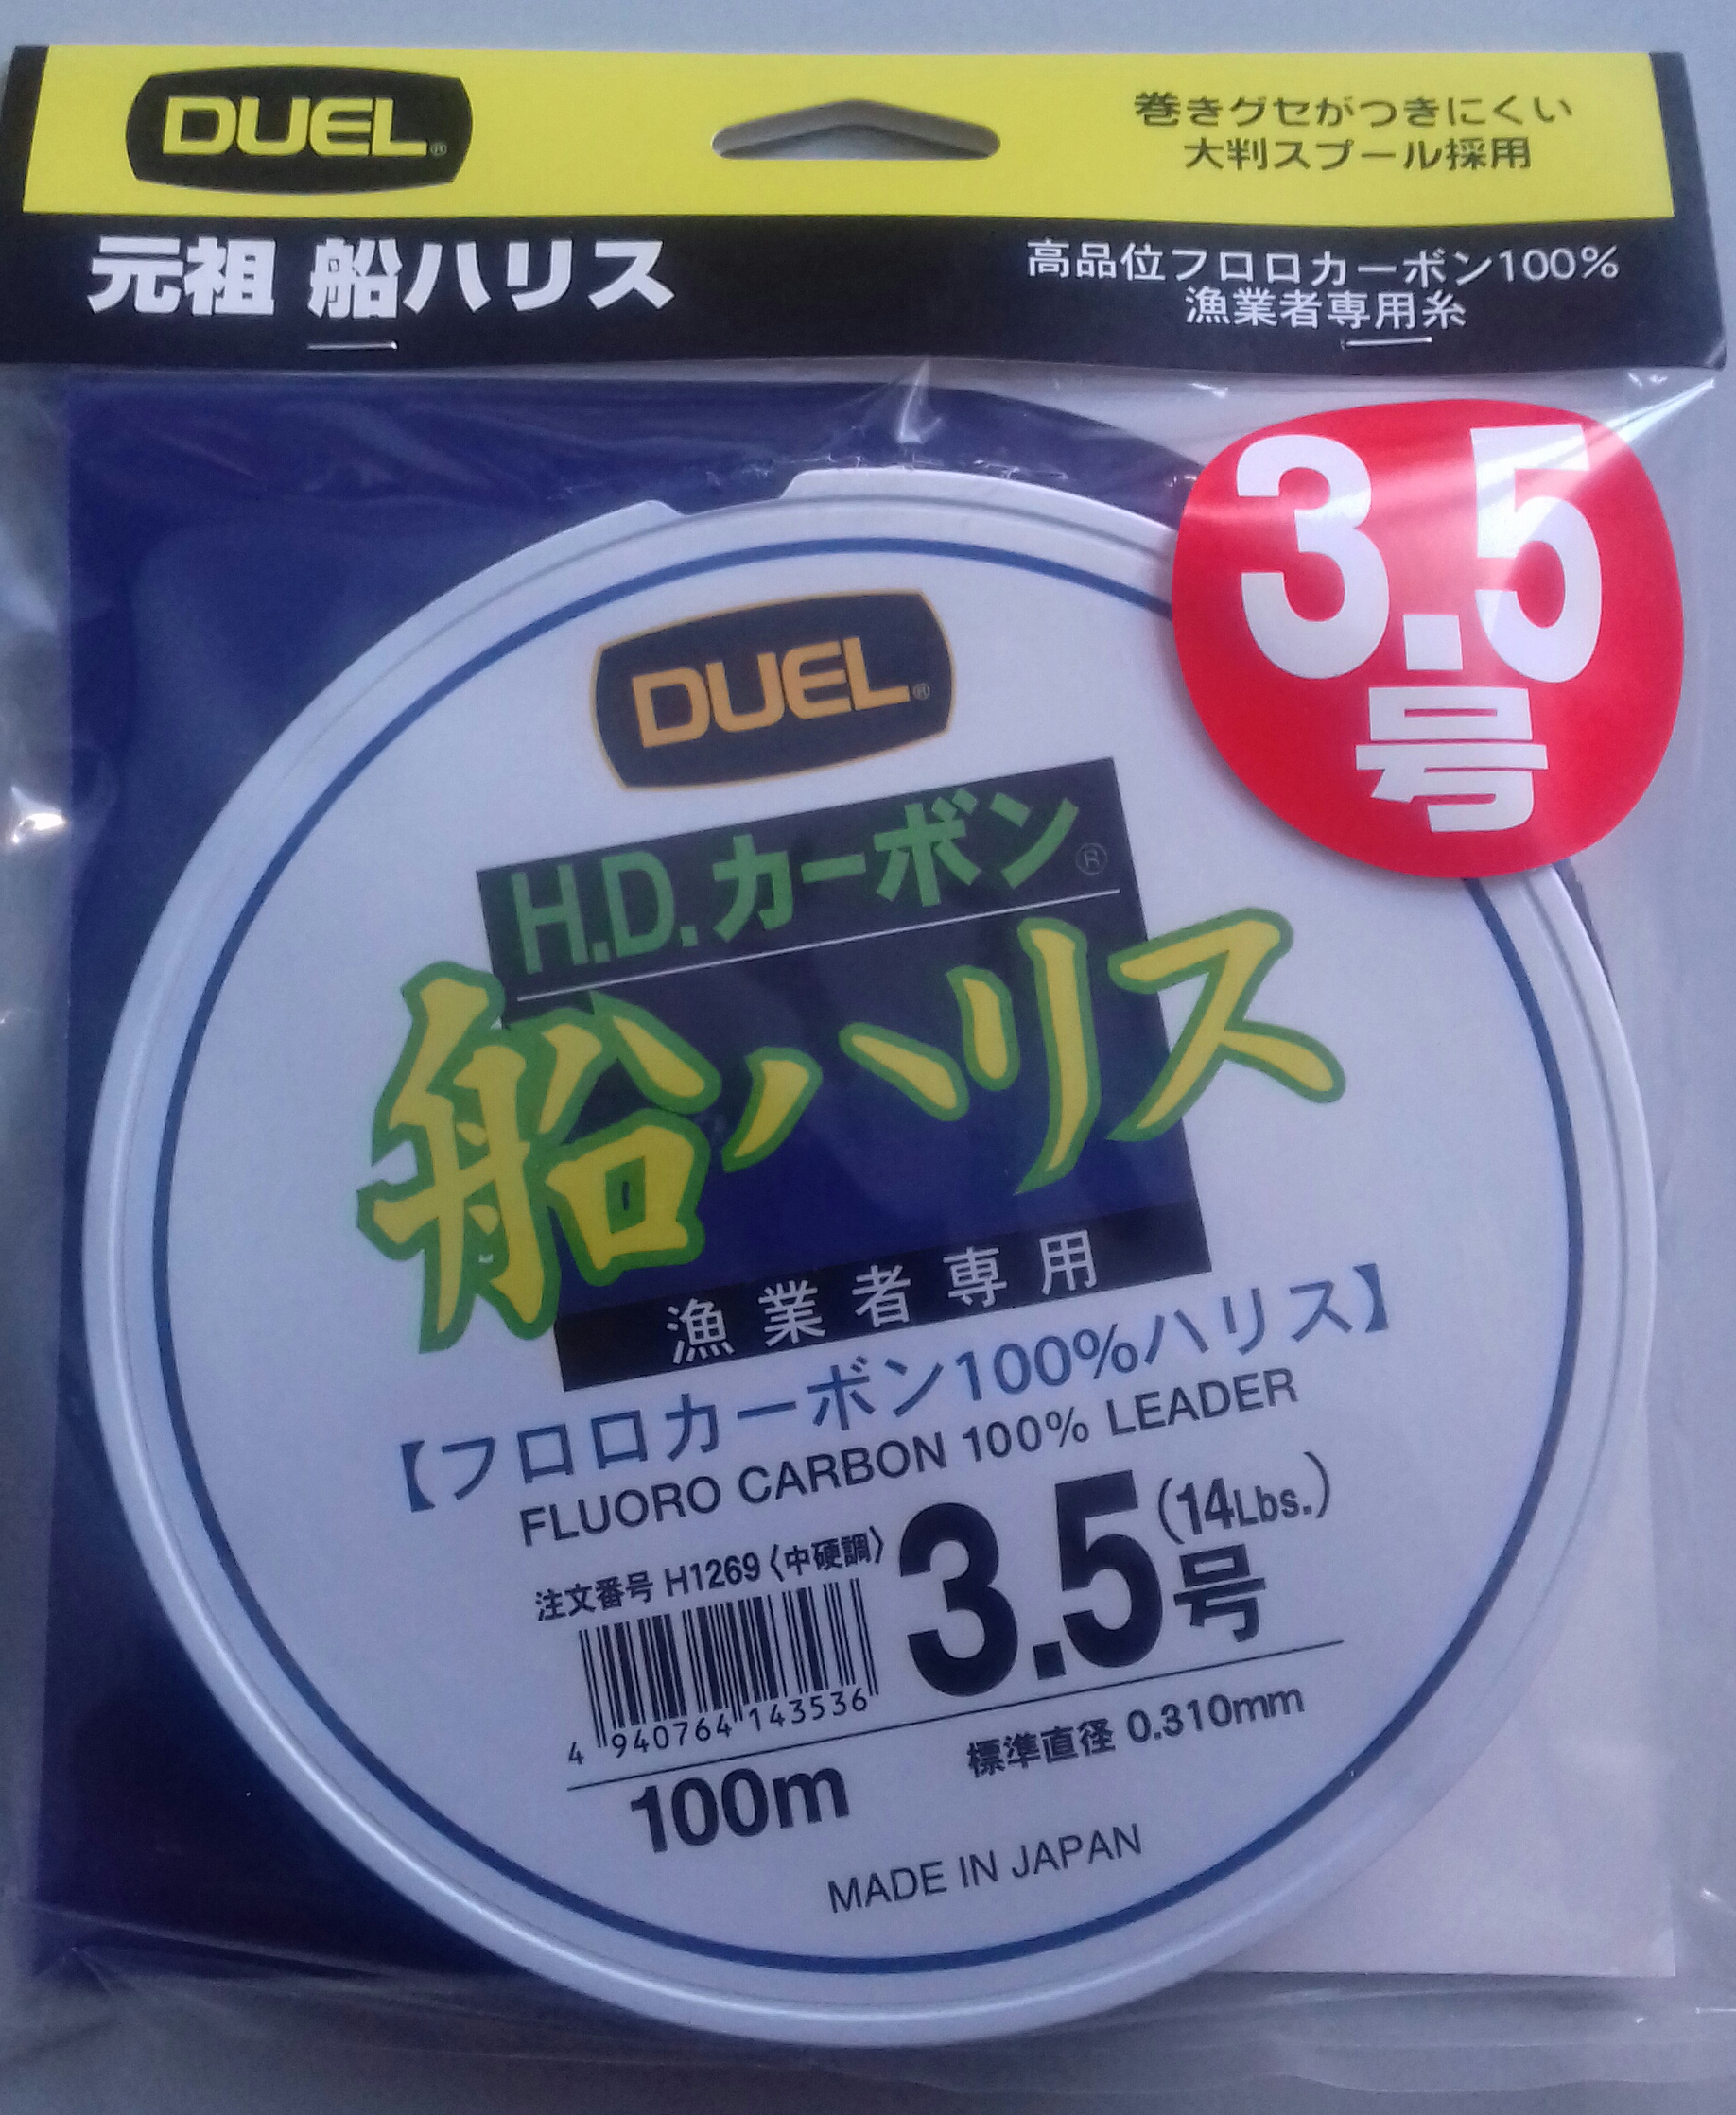 DUEL®
巻きグセがつきにくい
大判スプール採用
元祖 船ハリス
高品位フロロカーボン100%
漁業者専用糸
3.5
号
DUEL®
H.D.カーボン®
船ハリス
漁業者専用
【フロロカーボン100%ハリス】
FLUORO CARBON 100% LEADER
注文番号 H1269〈中硬調〉
3.5号 (14Lbs.)
4 940764 143536
標準直径 0.310mm
100m
MADE IN JAPAN